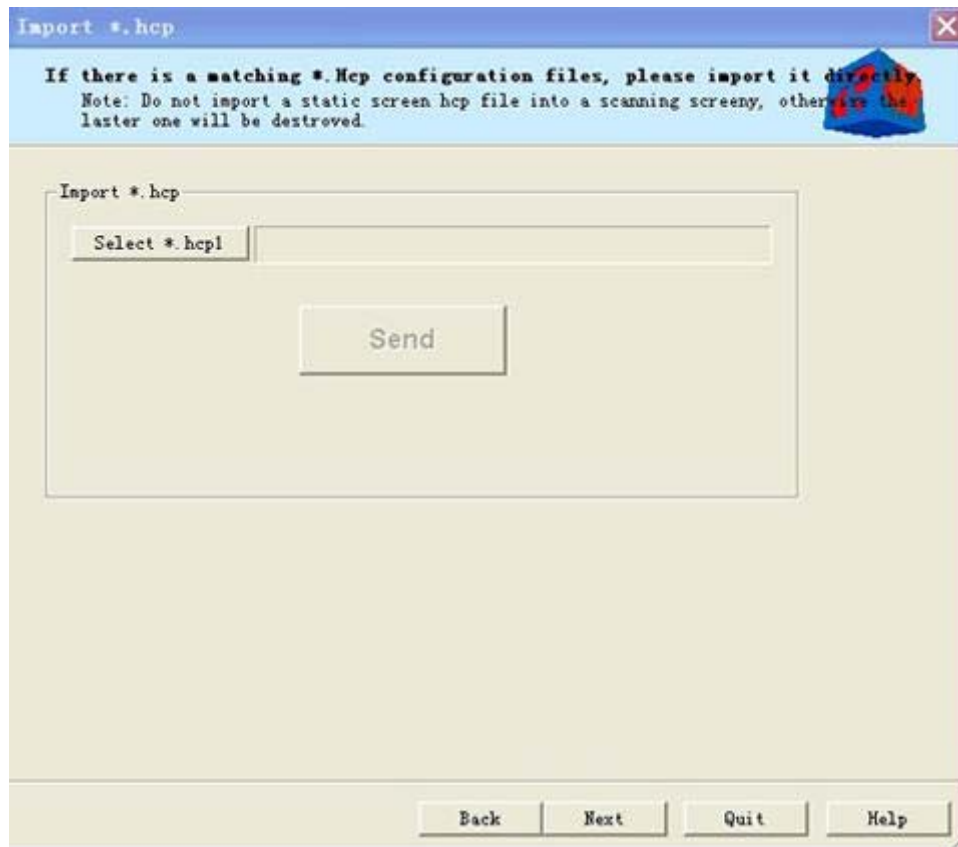 Import *.hcp
If there is a matching *.Hcp configuration files, please import it directly.
Note: Do not import a static screen hcp file into a scanning screeny, otherwise the
laster one will be destroved.
Import *.hcp
Select *.hcpl
Send
Back Next Quit Help